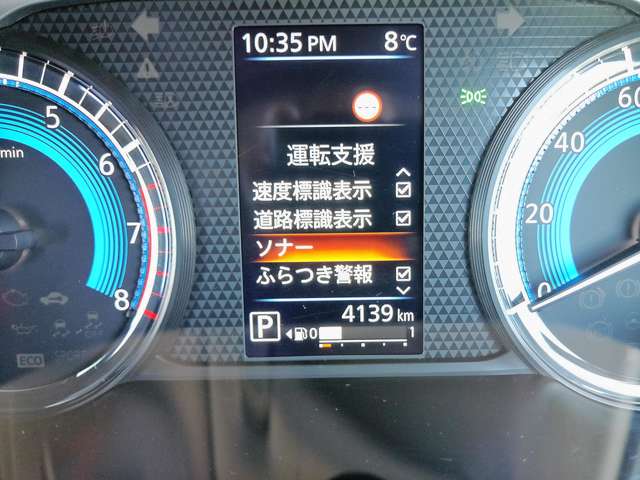 10:35 PM 8℃
運転支援
速度標識表示
道路標識表示
ソナー
ふらつき警報
P 4139 km
0 1
5
6
7
8
/min
ECO
60
40
20
0